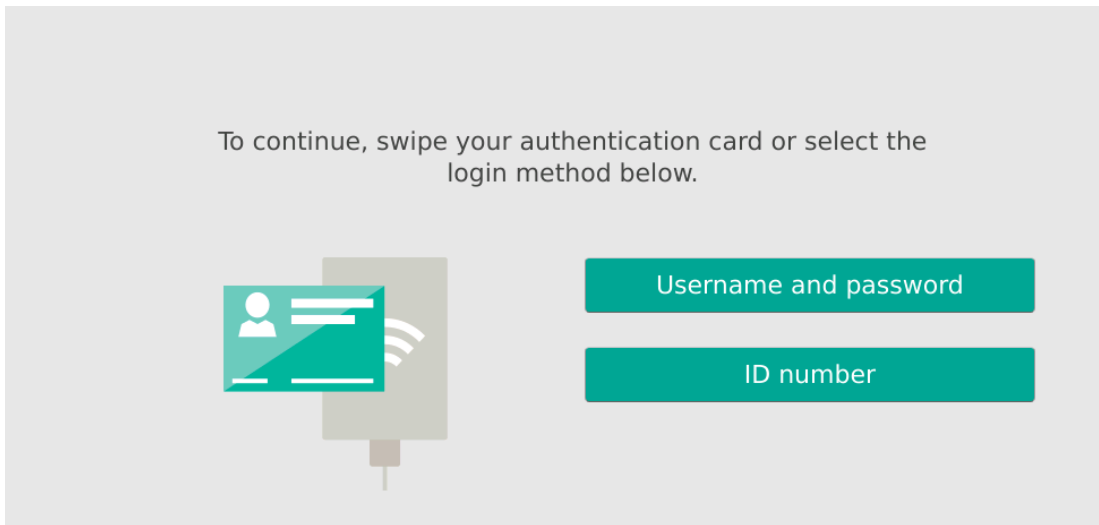 To continue, swipe your authentication card or select the
login method below.
Username and password
ID number